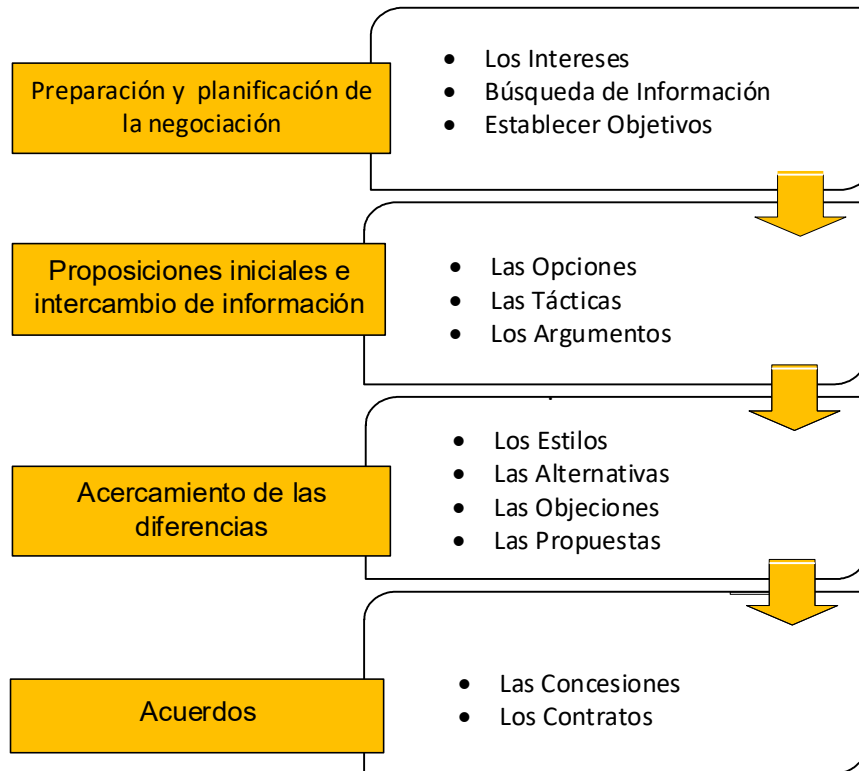 Preparación y planificación de
la negociación
• Los Intereses
• Búsqueda de Información
• Establecer Objetivos
Proposiciones iniciales e
intercambio de información
• Las Opciones
• Las Tácticas
• Los Argumentos
Acercamiento de las
diferencias
• Los Estilos
• Las Alternativas
• Las Objeciones
• Las Propuestas
Acuerdos
• Las Concesiones
• Los Contratos